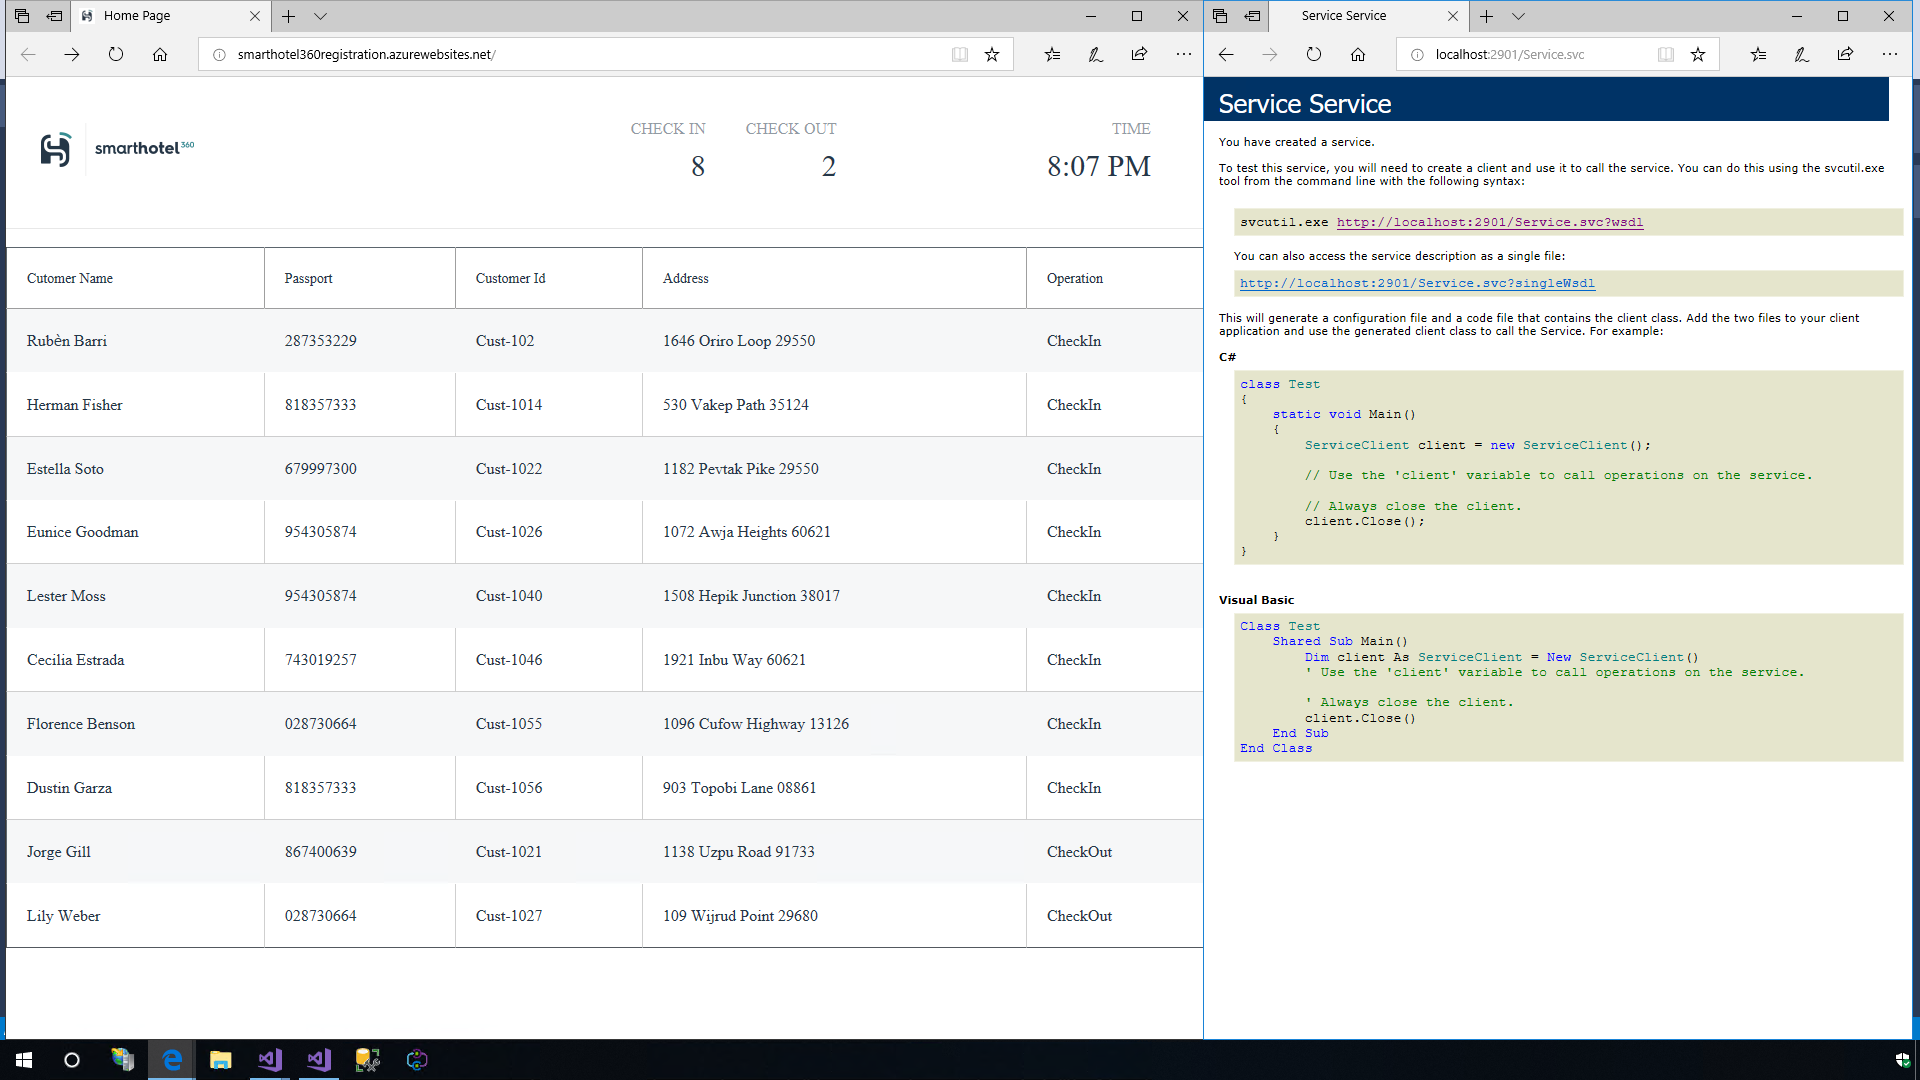 Home Page
smarthotel360registration.azurewebsites.net/
smarthotel360
CHECK IN
8
CHECK OUT
2
TIME
8:07 PM
Cutomer Name Passport Customer Id Address Operation
Rubèn Barri 287353229 Cust-102 1646 Oriro Loop 29550 CheckIn
Herman Fisher 818357333 Cust-1014 530 Vakep Path 35124 CheckIn
Estella Soto 679997300 Cust-1022 1182 Pevtak Pike 29550 CheckIn
Eunice Goodman 954305874 Cust-1026 1072 Awja Heights 60621 CheckIn
Lester Moss 954305874 Cust-1040 1508 Hepik Junction 38017 CheckIn
Cecilia Estrada 743019257 Cust-1046 1921 Inbu Way 60621 CheckIn
Florence Benson 028730664 Cust-1055 1096 Cufow Highway 13126 CheckIn
Dustin Garza 818357333 Cust-1056 903 Topobi Lane 08861 CheckIn
Jorge Gill 867400639 Cust-1021 1138 Uzpu Road 91733 CheckOut
Lily Weber 028730664 Cust-1027 109 Wijrud Point 29680 CheckOut
Service Service
localhost:2901/Service.svc
Service Service
You have created a service.
To test this service, you will need to create a client and use it to call the service. You can do this using the svcutil.exe
tool from the command line with the following syntax:
svcutil.exe http://localhost:2901/Service.svc?wsdl
You can also access the service description as a single file:
http://localhost:2901/Service.svc?singleWsdl
This will generate a configuration file and a code file that contains the client class. Add the two files to your client
application and use the generated client class to call the Service. For example:
C#
class Test
{
static void Main()
{
ServiceClient client = new ServiceClient();
// Use the 'client' variable to call operations on the service.
// Always close the client.
client.Close();
}
}
Visual Basic
Class Test
Shared Sub Main()
Dim client As ServiceClient = New ServiceClient()
' Use the 'client' variable to call operations on the service.
' Always close the client.
client.Close()
End Sub
End Class